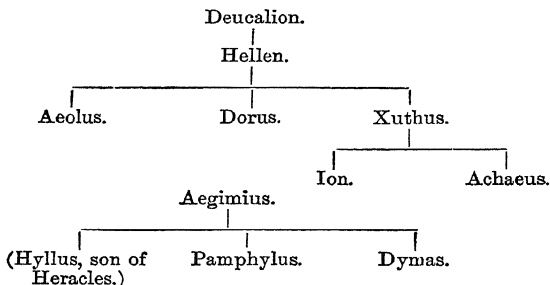 Deucalion.
Hellen.
Aeolus. Dorus. Xuthus.
Ion. Achaeus.
Aegimius.
(Hyllus, son of Pamphylus. Dymas.
Heracles.)